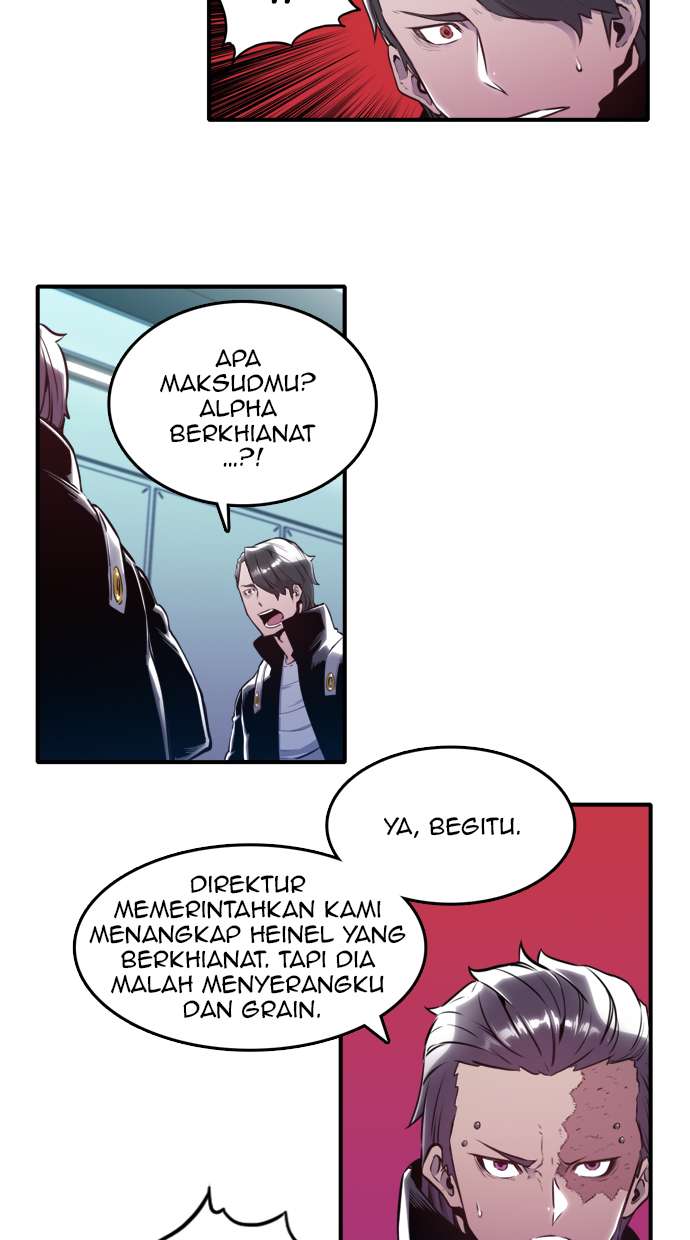 APA
MAKSUDMU?
ALPHA
BERKHIANAT
...?!
YA, BEGITU.
DIREKTUR
MEMERINTAHKAN KAMI
MENANGKAP HEINEL YANG
BERKHIANAT. TAPI DIA
MALAH MENYERANGKU
DAN GRAIN.